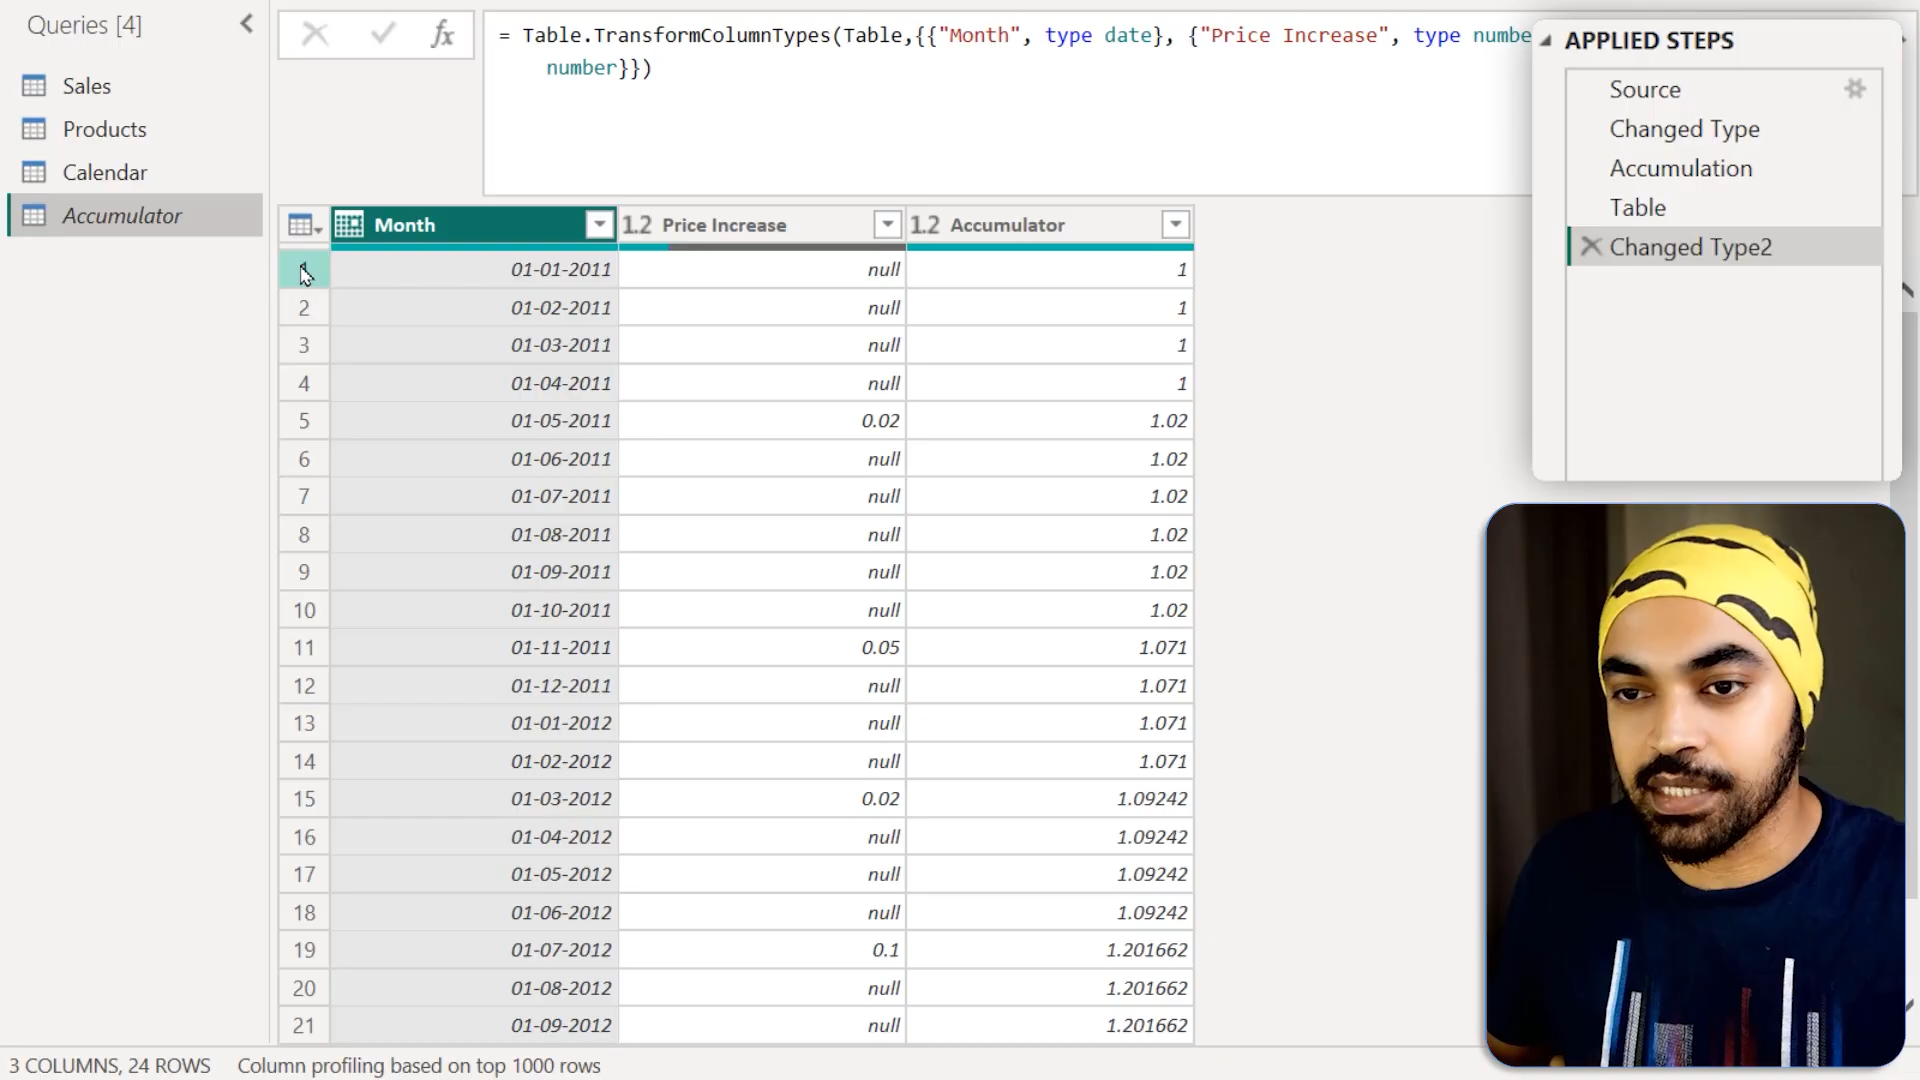 Queries [4]
Sales
Products
Calendar
Accumulator
fx
= Table.TransformColumnTypes(Table,{{"Month", type date}, {"Price Increase", type numbe
number}})
APPLIED STEPS
Source
Changed Type
Accumulation
Table
Changed Type2
Month 1.2 Price Increase 1.2 Accumulator
1 01-01-2011 null 1
2 01-02-2011 null 1
3 01-03-2011 null 1
4 01-04-2011 null 1
5 01-05-2011 0.02 1.02
6 01-06-2011 null 1.02
7 01-07-2011 null 1.02
8 01-08-2011 null 1.02
9 01-09-2011 null 1.02
10 01-10-2011 null 1.02
11 01-11-2011 0.05 1.071
12 01-12-2011 null 1.071
13 01-01-2012 null 1.071
14 01-02-2012 null 1.071
15 01-03-2012 0.02 1.09242
16 01-04-2012 null 1.09242
17 01-05-2012 null 1.09242
18 01-06-2012 null 1.09242
19 01-07-2012 0.1 1.201662
20 01-08-2012 null 1.201662
21 01-09-2012 null 1.201662
3 COLUMNS, 24 ROWS Column profiling based on top 1000 rows